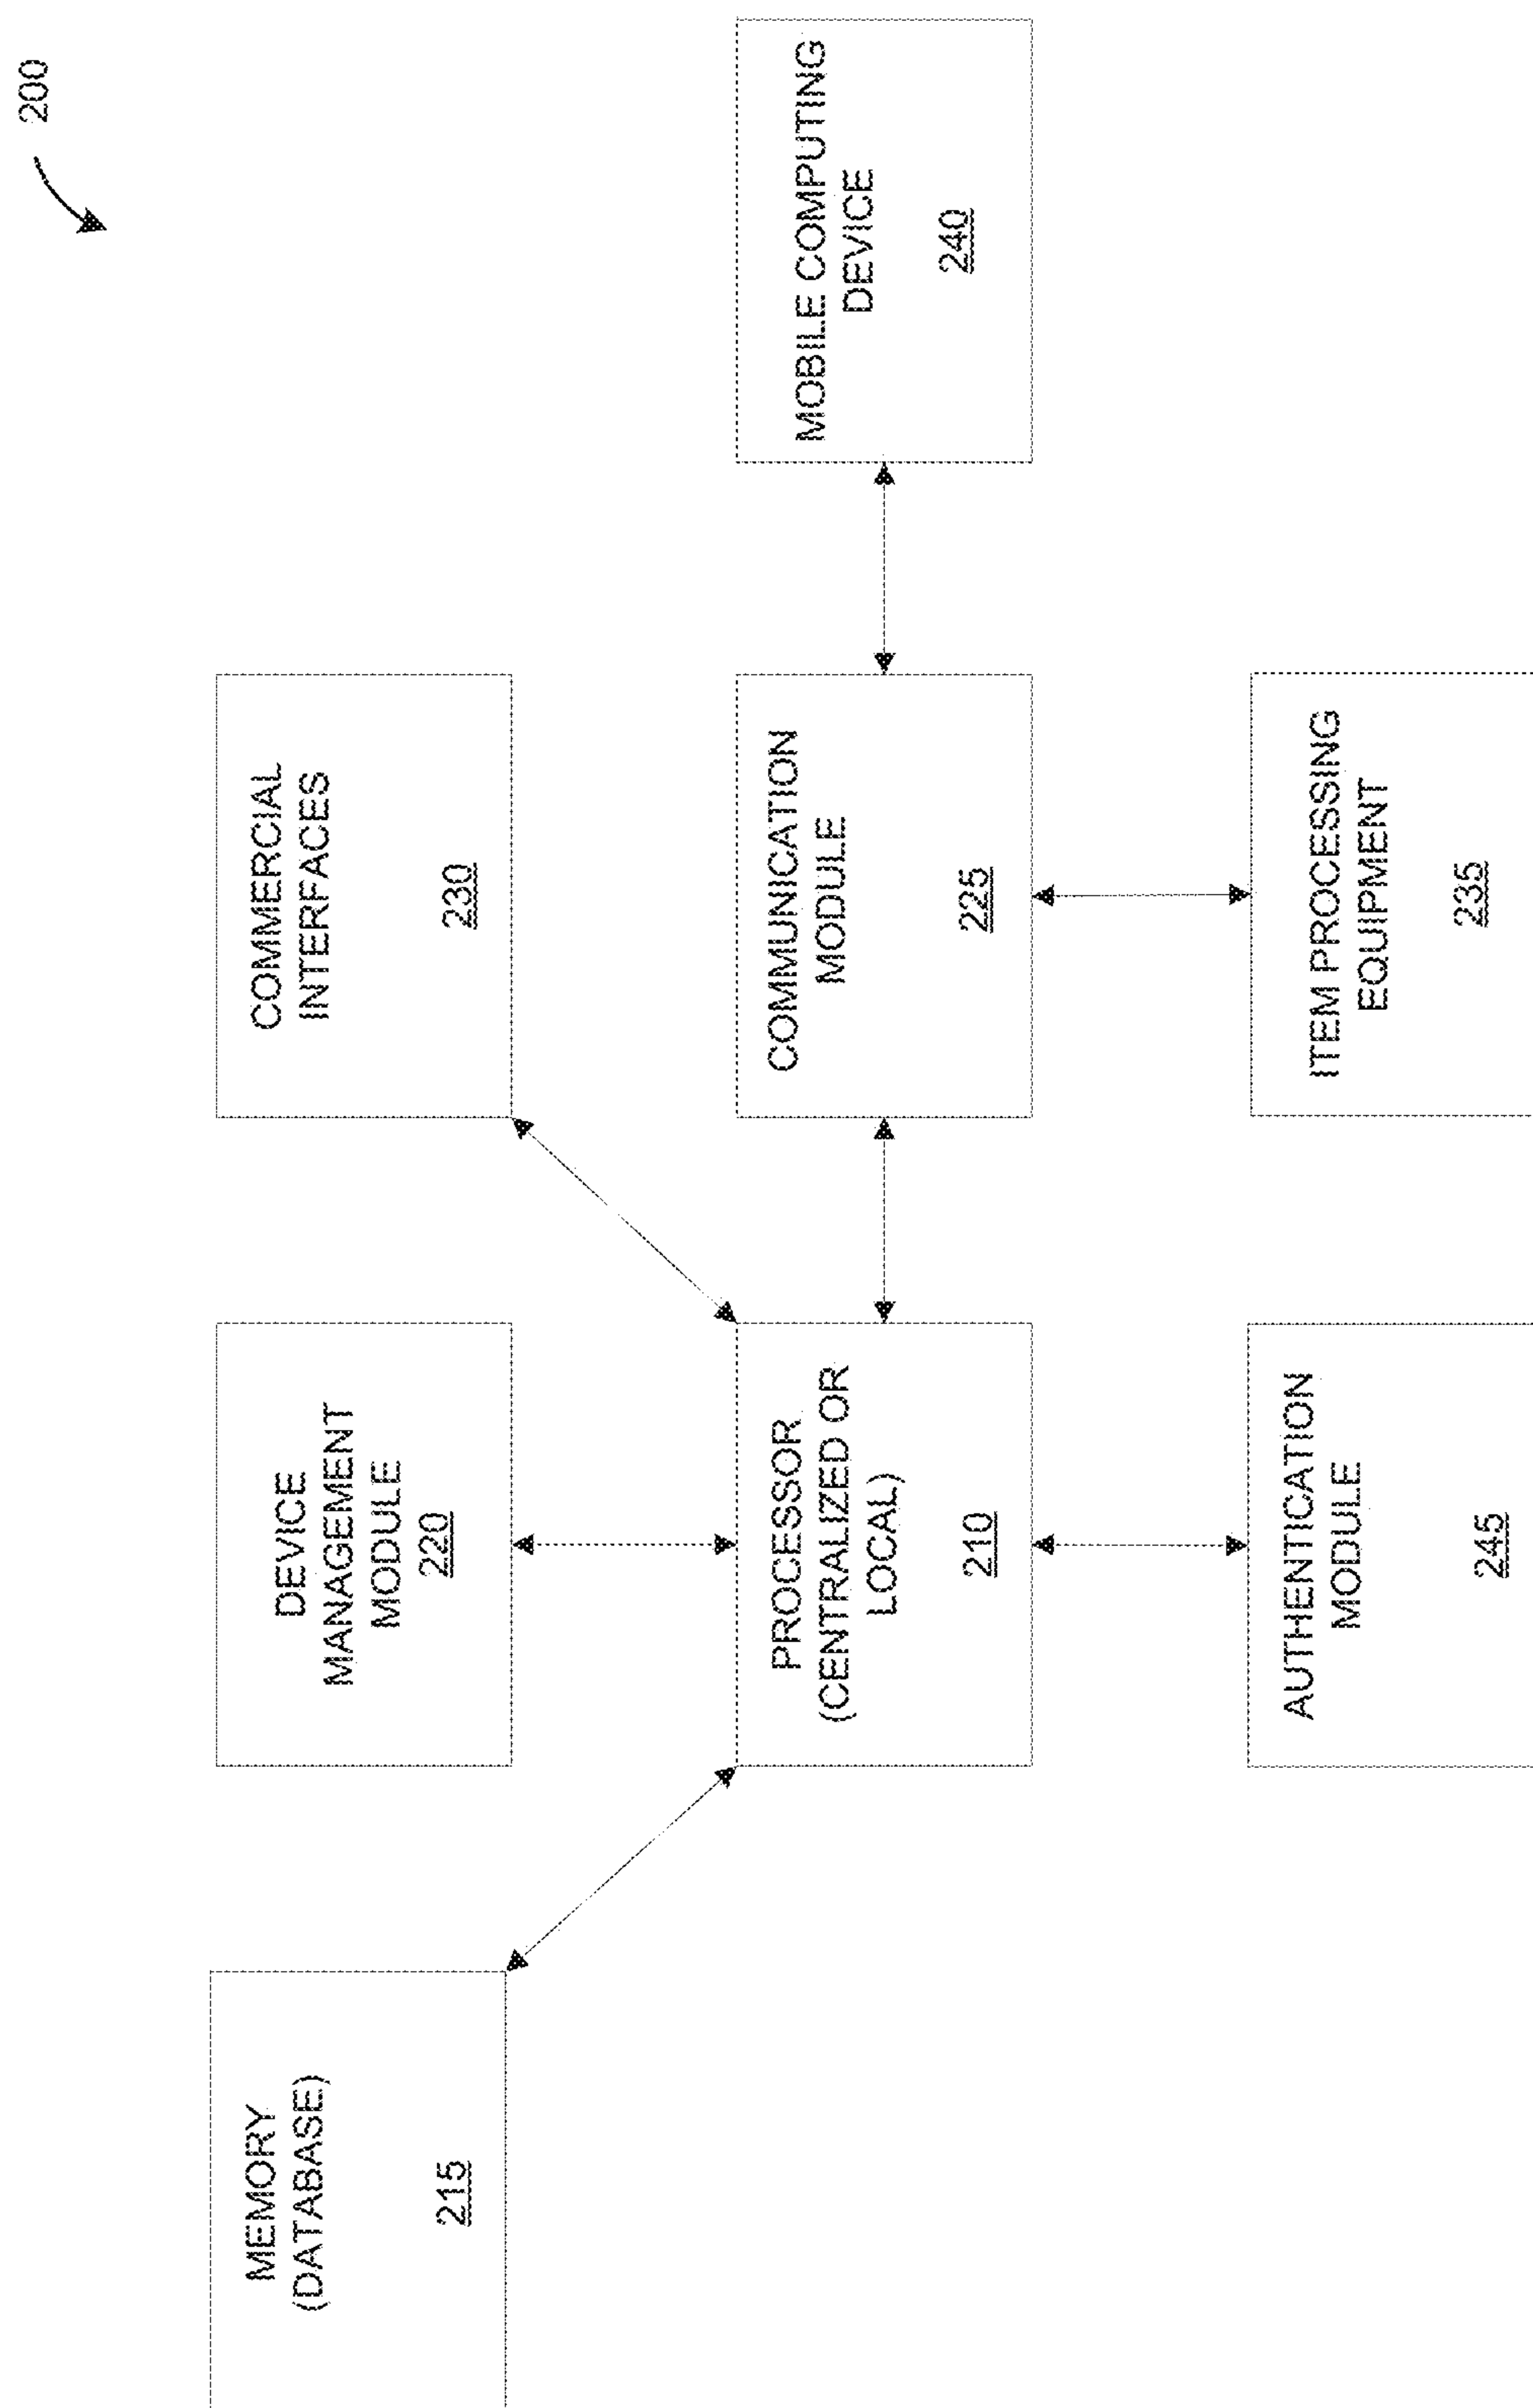 200
MEMORY
(DATABASE)
215
DEVICE
MANAGEMENT
MODULE
220
COMMERCIAL
INTERFACES
230
PROCESSOR
(CENTRALIZED OR
LOCAL)
210
COMMUNICATION
MODULE
225
MOBILE COMPUTING
DEVICE
240
AUTHENTICATION
MODULE
245
ITEM PROCESSING
EQUIPMENT
235